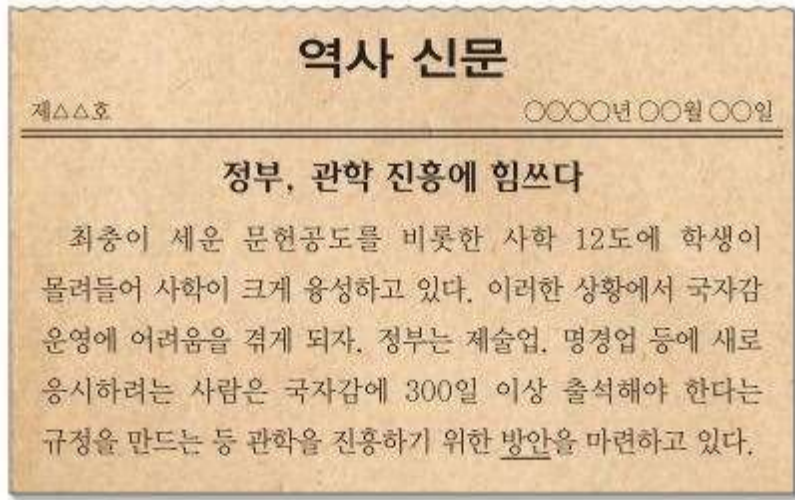 역사 신문
제△△호 ○○○○년 ○○월 ○○일
정부, 관학 진흥에 힘쓰다
최충이 세운 문헌공도를 비롯한 사학 12도에 학생이
몰려들어 사학이 크게 융성하고 있다. 이러한 상황에서 국자감
운영에 어려움을 겪게 되자, 정부는 제술업, 명경업 등에 새로
응시하려는 사람은 국자감에 300일 이상 출석해야 한다는
규정을 만드는 등 관학을 진흥하기 위한 방안을 마련하고 있다.